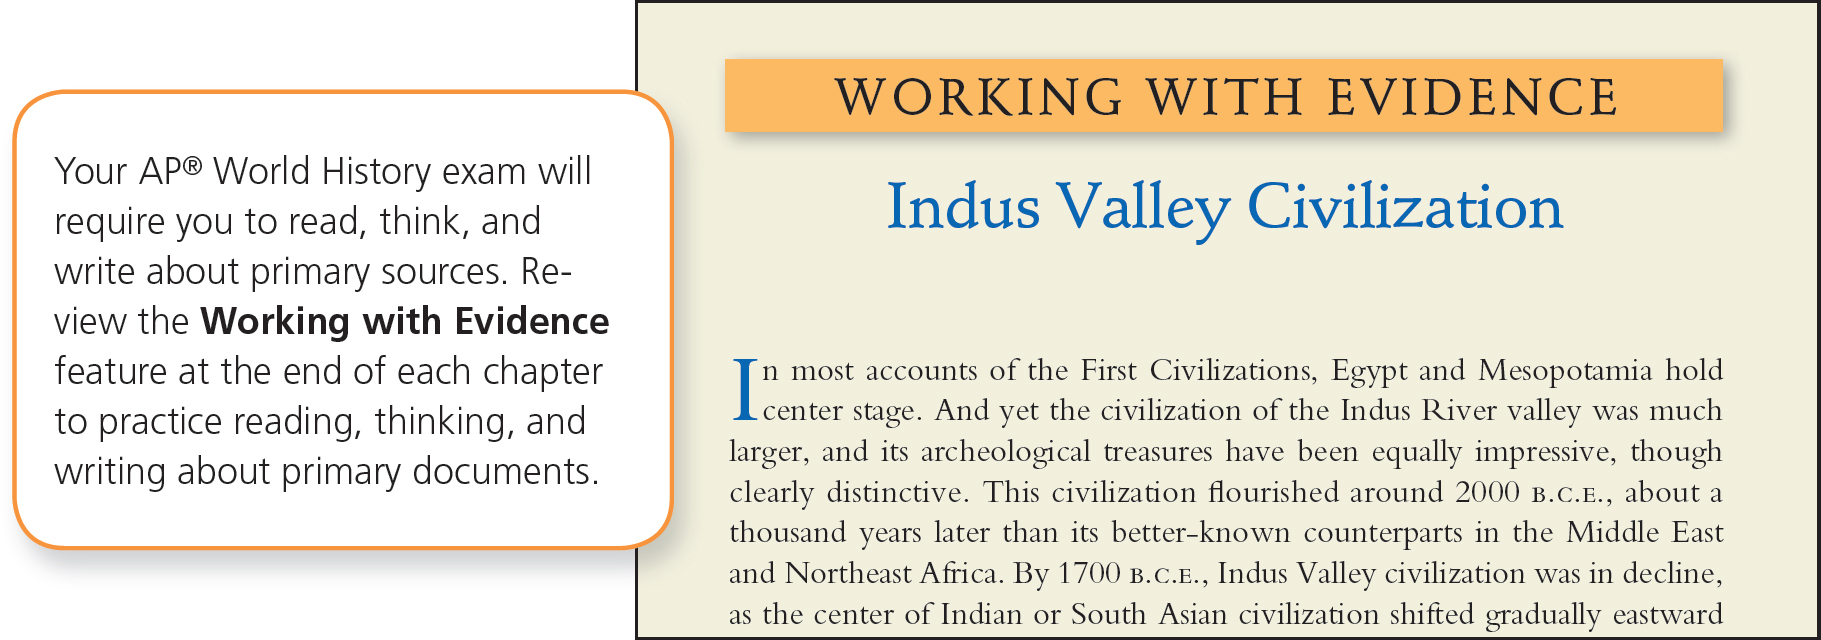 Your AP® World History exam will
require you to read, think, and
write about primary sources. Re-
view the Working with Evidence
feature at the end of each chapter
to practice reading, thinking, and
writing about primary documents.
WORKING WITH EVIDENCE
Indus Valley Civilization
In most accounts of the First Civilizations, Egypt and Mesopotamia hold
center stage. And yet the civilization of the Indus River valley was much
larger, and its archeological treasures have been equally impressive, though
clearly distinctive. This civilization flourished around 2000 B.C.E., about a
thousand years later than its better-known counterparts in the Middle East
and Northeast Africa. By 1700 B.C.E., Indus Valley civilization was in decline,
as the center of Indian or South Asian civilization shifted gradually eastward